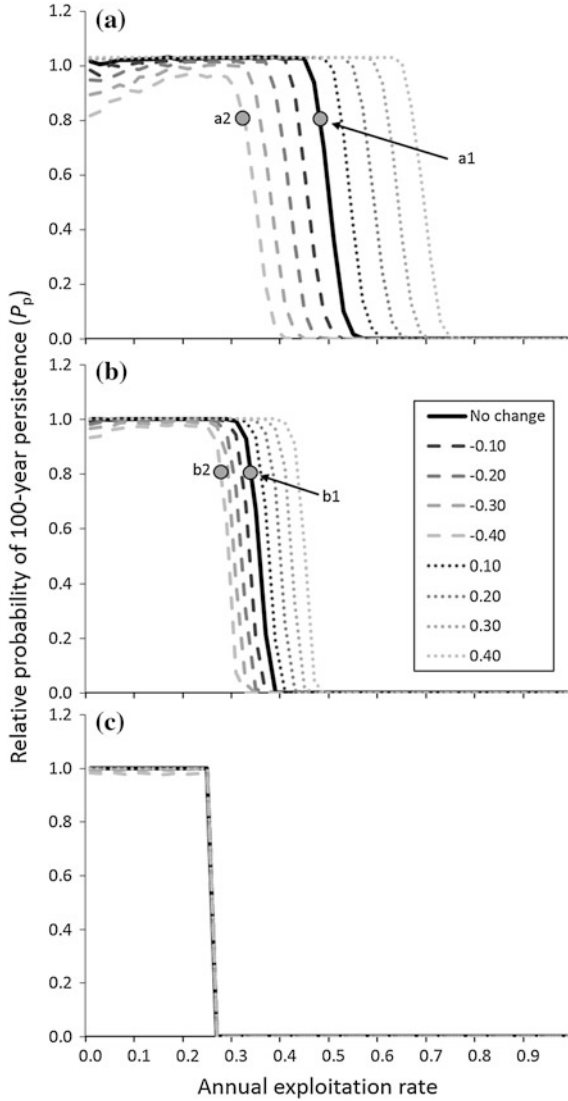 (a)
1.2
1.0
0.8
0.6
0.4
0.2
0.0
a2
a1
Relative probability of 100-year persistence (Pp)
(b)
1.2
1.0
0.8
0.6
0.4
0.2
0.0
b2
b1
No change
-0.10
-0.20
-0.30
-0.40
0.10
0.20
0.30
0.40
(c)
1.2
1.0
0.8
0.6
0.4
0.2
0.0
0.0 0.1 0.2 0.3 0.4 0.5 0.6 0.7 0.8 0.9
Annual exploitation rate